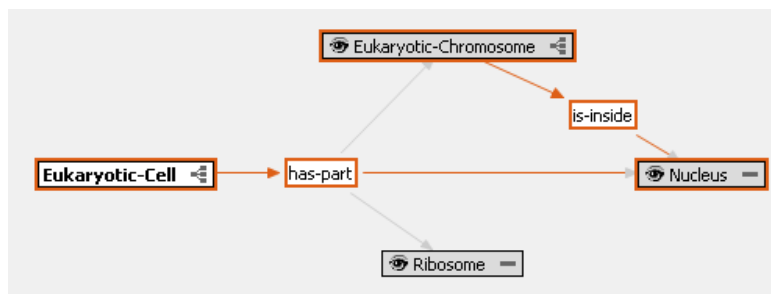 Eukaryotic-Chromosome
is-inside
Eukaryotic-Cell
has-part
Nucleus
Ribosome